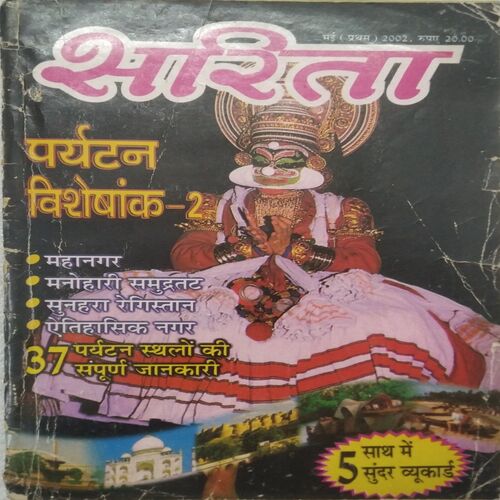 मई ( प्रथम ) 2002, रुपए 20.00
सरिता
पर्यटन
विशेषांक-2
महानगर
मनोहारी समुद्रतट
सुनहरा रेगिस्तान
ऐतिहासिक नगर
37 पर्यटन स्थलों की
संपूर्ण जानकारी
5 साथ में
सुंदर व्यूकार्ड